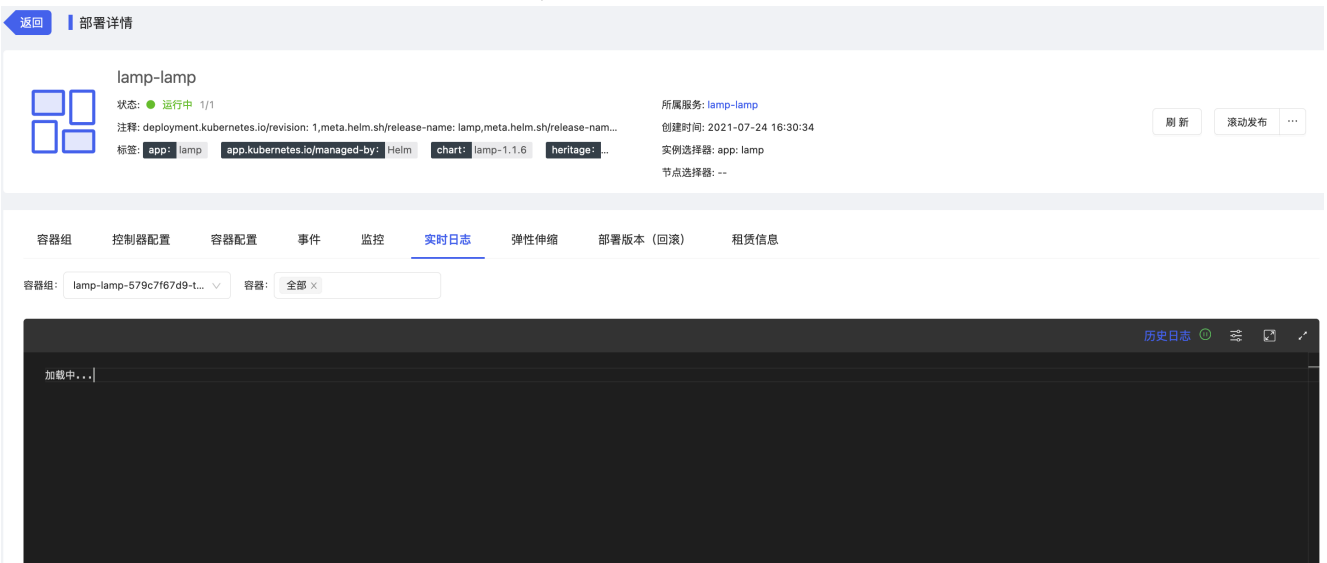 返回 部署详情
lamp-lamp
状态: 运行中 1/1
注释: deployment.kubernetes.io/revision: 1,meta.helm.sh/release-name: lamp,meta.helm.sh/release-nam...
标签: app: lamp app.kubernetes.io/managed-by: Helm chart: lamp-1.1.6 heritage: ...
所属服务: lamp-lamp
创建时间: 2021-07-24 16:30:34
实例选择器: app: lamp
节点选择器: --
刷 新 滚动发布 ···
容器组 控制器配置 容器配置 事件 监控 实时日志 弹性伸缩 部署版本（回滚） 租赁信息
容器组: lamp-lamp-579c7f67d9-t... 容器: 全部 ×
历史日志
加载中...